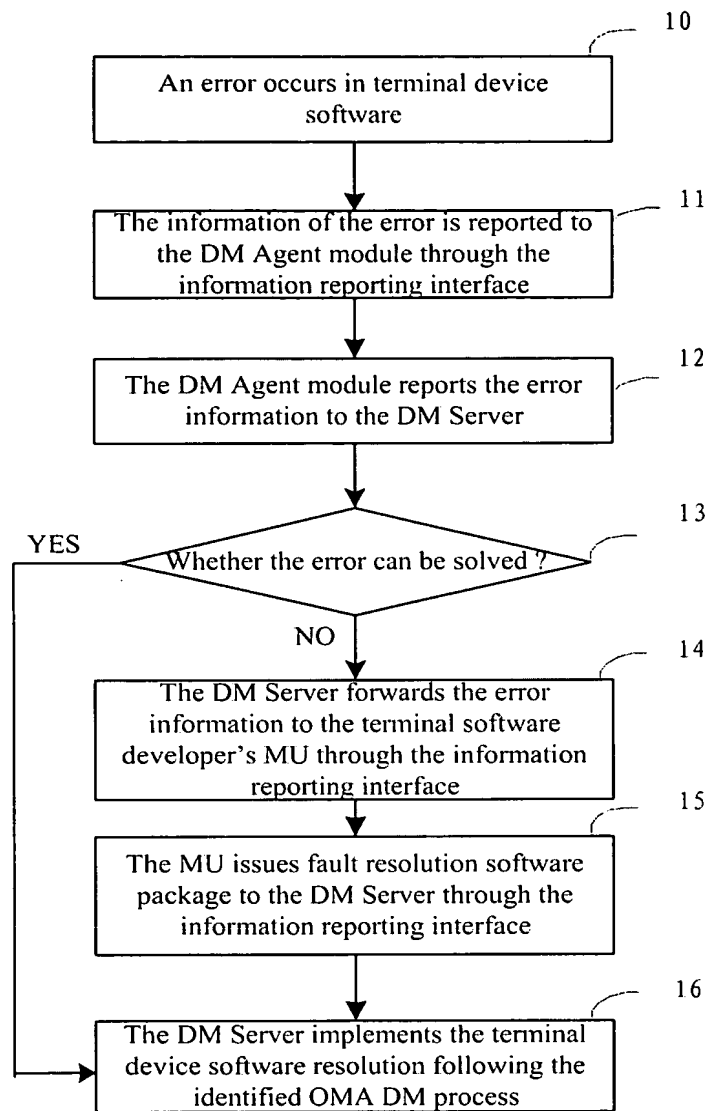 10
An error occurs in terminal device
software
11
The information of the error is reported to
the DM Agent module through the
information reporting interface
12
The DM Agent module reports the error
information to the DM Server
13
YES
Whether the error can be solved ?
NO
14
The DM Server forwards the error
information to the terminal software
developer's MU through the information
reporting interface
15
The MU issues fault resolution software
package to the DM Server through the
information reporting interface
16
The DM Server implements the terminal
device software resolution following the
identified OMA DM process